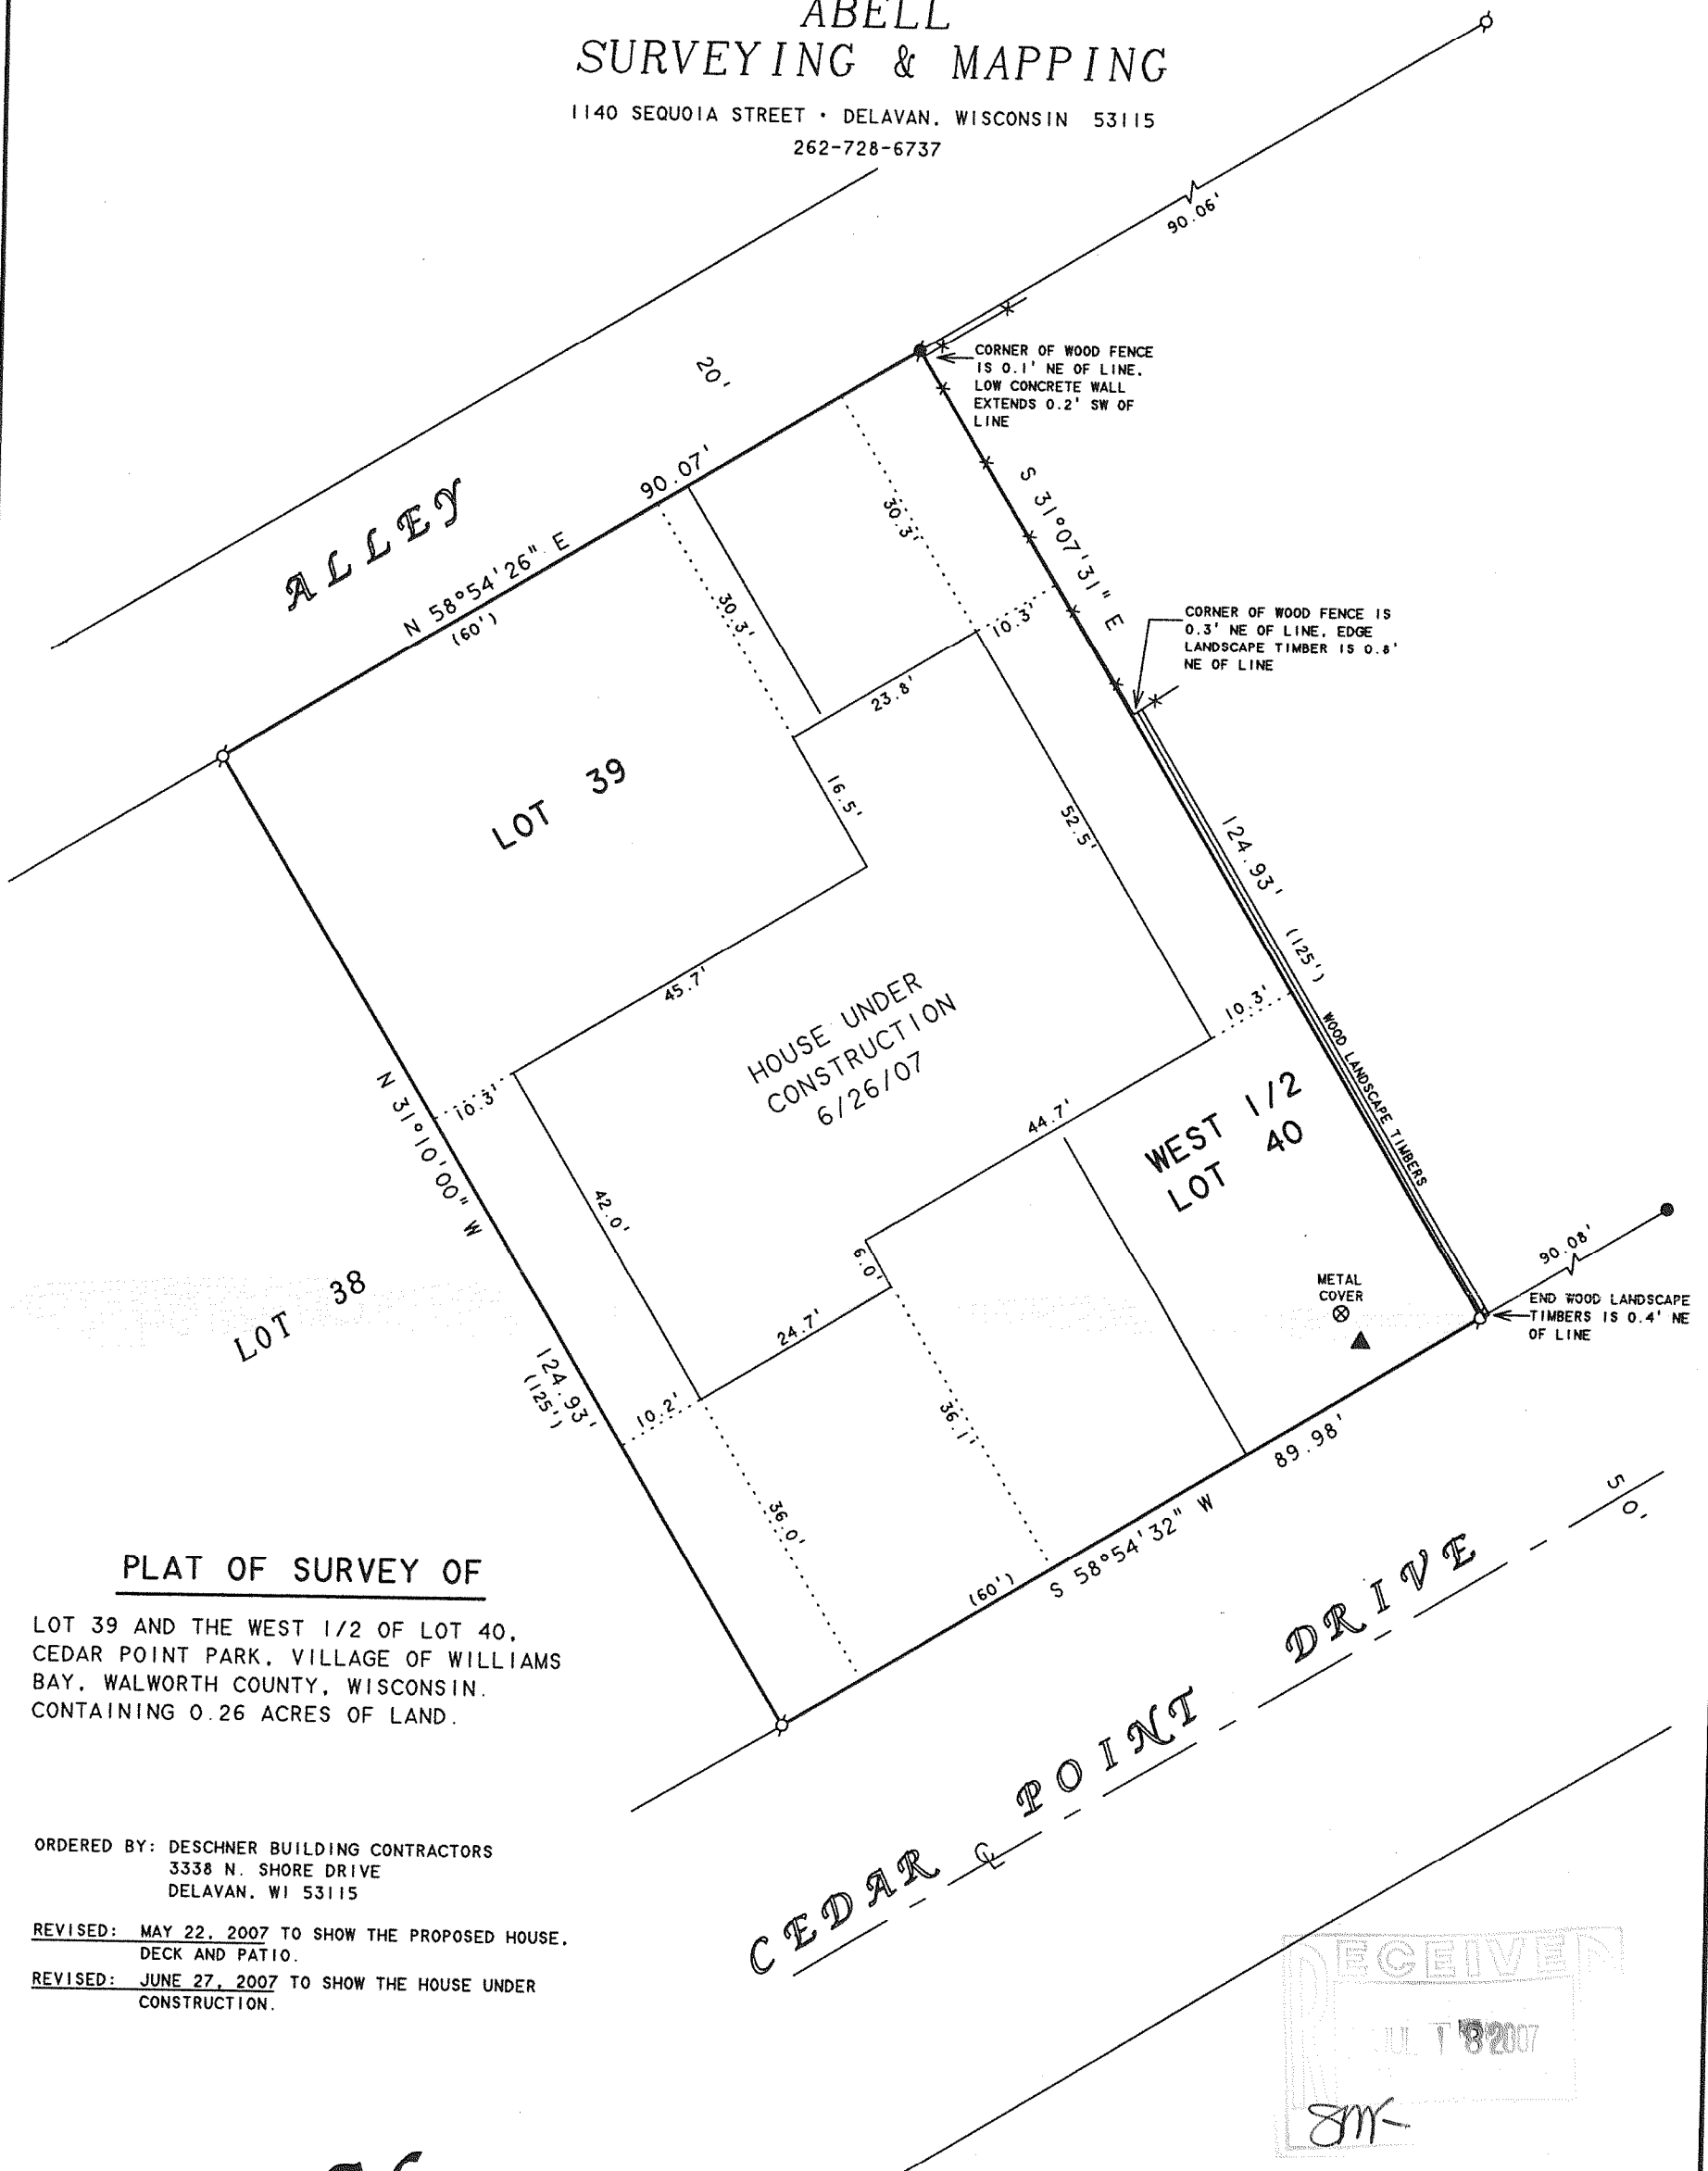 ABELL
SURVEYING & MAPPING
1140 SEQUOIA STREET • DELAVAN, WISCONSIN 53115
262-728-6737
90.06'
CORNER OF WOOD FENCE
IS 0.1' NE OF LINE.
LOW CONCRETE WALL
EXTENDS 0.2' SW OF
LINE
20'
ALLEY
90.07'
N 58°54'26" E
(60')
30.3'
30.3'
S 31°07'31" E
10.3'
CORNER OF WOOD FENCE IS
0.3' NE OF LINE. EDGE
LANDSCAPE TIMBER IS 0.8'
NE OF LINE
23.8'
LOT 39
16.5'
52.5'
124.93'
(125')
45.7'
HOUSE UNDER
CONSTRUCTION
6/26/07
10.3'
WOOD LANDSCAPE TIMBERS
N 31°10'00" W
10.3'
44.7'
WEST 1/2
LOT 40
42.0'
6.0'
90.08'
METAL
COVER
END WOOD LANDSCAPE
TIMBERS IS 0.4' NE
OF LINE
LOT 38
24.7'
124.93'
(125')
10.2'
36.1'
36.0'
89.98'
S 58°54'32" W
(60')
50'
CEDAR POINT DRIVE
℄
PLAT OF SURVEY OF
LOT 39 AND THE WEST 1/2 OF LOT 40,
CEDAR POINT PARK, VILLAGE OF WILLIAMS
BAY, WALWORTH COUNTY, WISCONSIN.
CONTAINING 0.26 ACRES OF LAND.
ORDERED BY: DESCHNER BUILDING CONTRACTORS
3338 N. SHORE DRIVE
DELAVAN, WI 53115
REVISED: MAY 22, 2007 TO SHOW THE PROPOSED HOUSE,
DECK AND PATIO.
REVISED: JUNE 27, 2007 TO SHOW THE HOUSE UNDER
CONSTRUCTION.
RECEIVED
JUL 2007